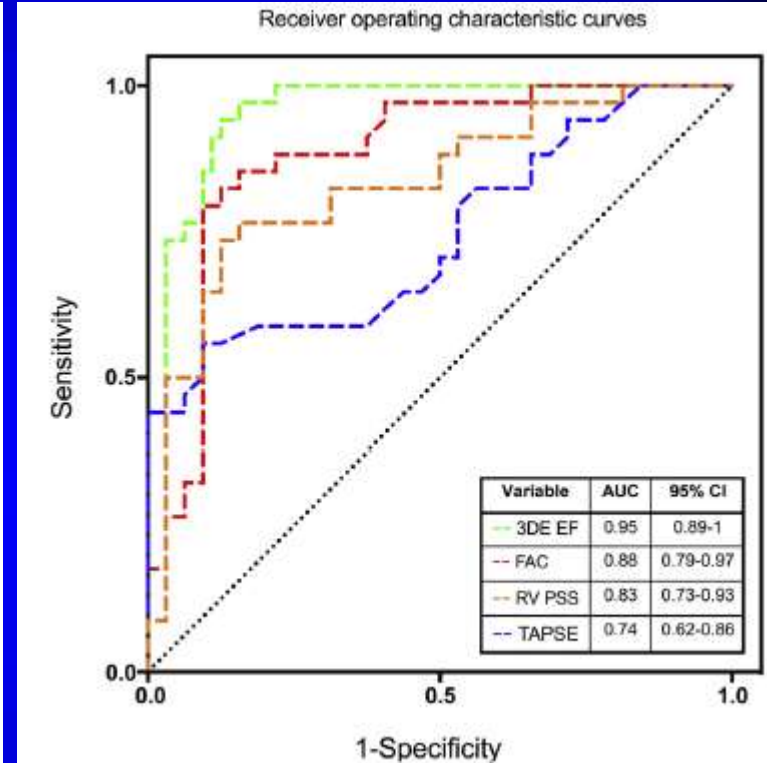 Receiver operating characteristic curves
1.0
Sensitivity
0.5
Variable AUC 95% CI
3DE EF 0.95 0.89-1
FAC 0.88 0.79-0.97
RV PSS 0.83 0.73-0.93
TAPSE 0.74 0.62-0.86
0.0
0.0 0.5 1.0
1-Specificity